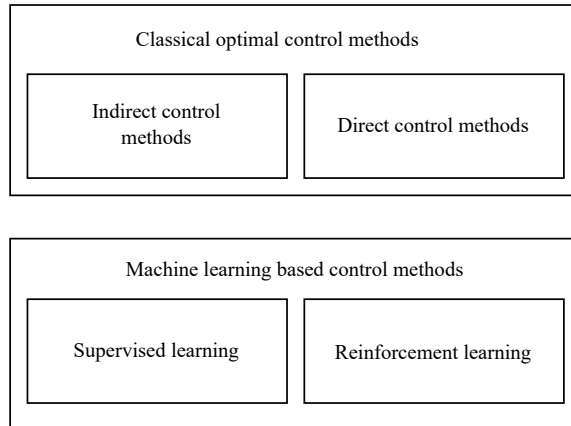 Classical optimal control methods
Indirect control
methods
Direct control methods
Machine learning based control methods
Supervised learning
Reinforcement learning